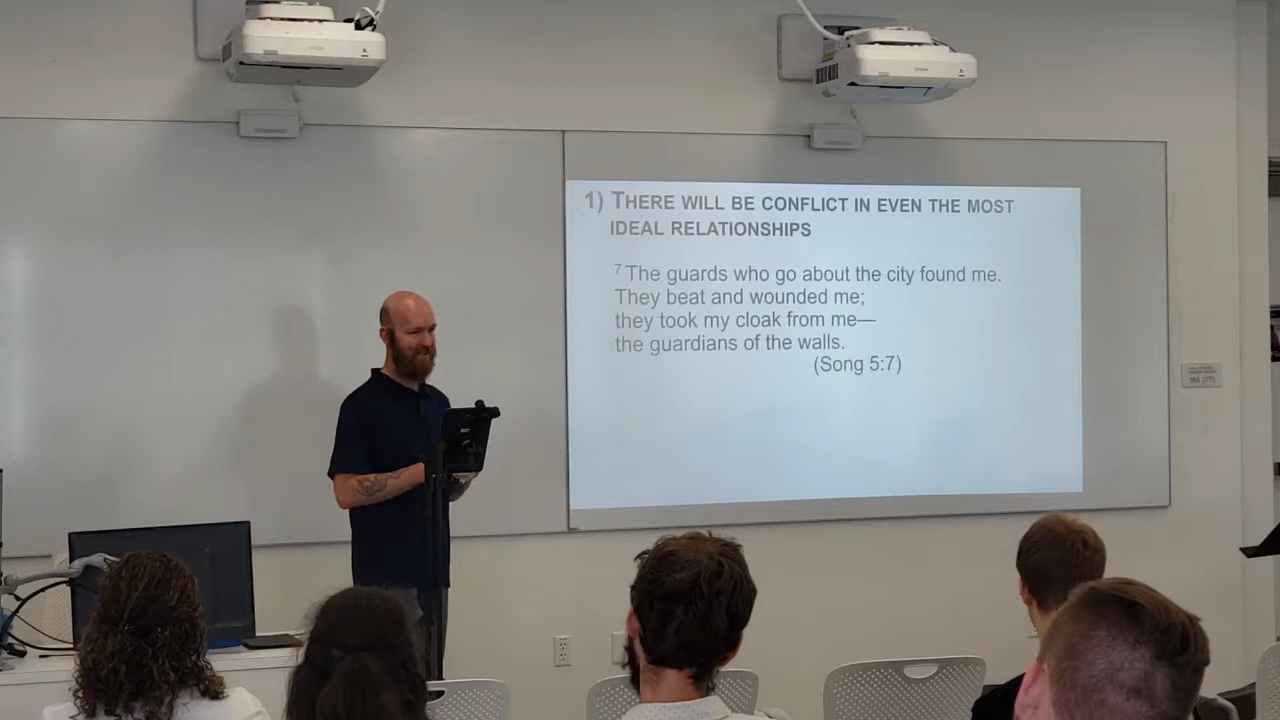 1) THERE WILL BE CONFLICT IN EVEN THE MOST
IDEAL RELATIONSHIPS
7 The guards who go about the city found me.
They beat and wounded me;
they took my cloak from me—
the guardians of the walls.
(Song 5:7)